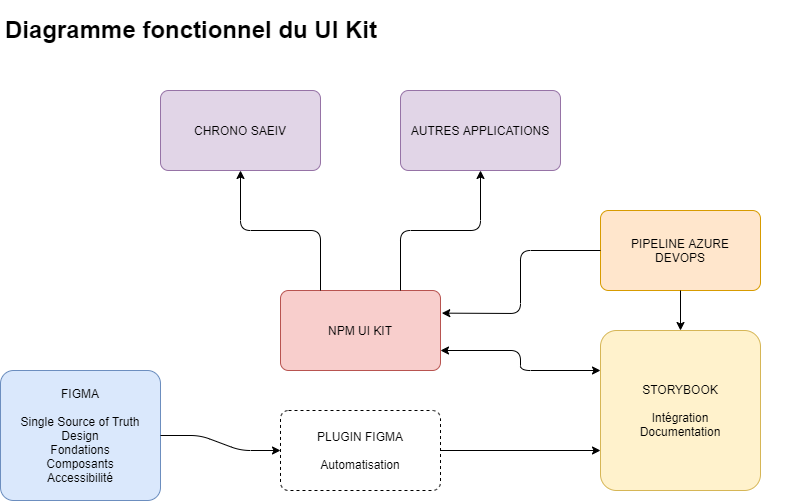 Diagramme fonctionnel du UI Kit
CHRONO SAEIV
AUTRES APPLICATIONS
PIPELINE AZURE
DEVOPS
NPM UI KIT
FIGMA
Single Source of Truth
Design
Fondations
Composants
Accessibilité
PLUGIN FIGMA
Automatisation
STORYBOOK
Intégration
Documentation